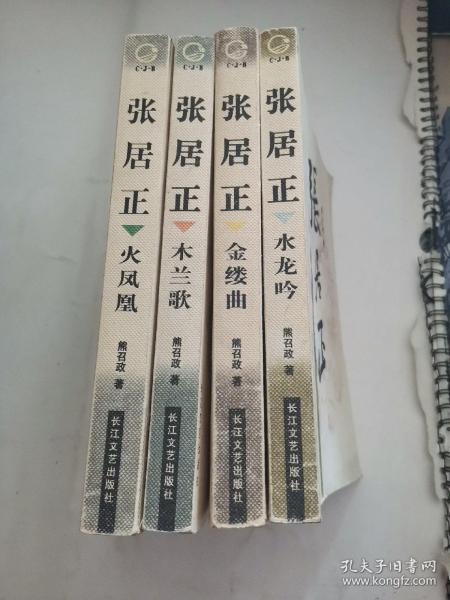 C·J·B
张居正
火凤凰
熊召政 著
长江文艺出版社
C·J·B
张居正
木兰歌
熊召政 著
长江文艺出版社
C·J·B
张居正
金缕曲
熊召政 著
长江文艺出版社
C·J·B
张居正
水龙吟
熊召政 著
长江文艺出版社
孔夫子旧书网
www.kongfz.com